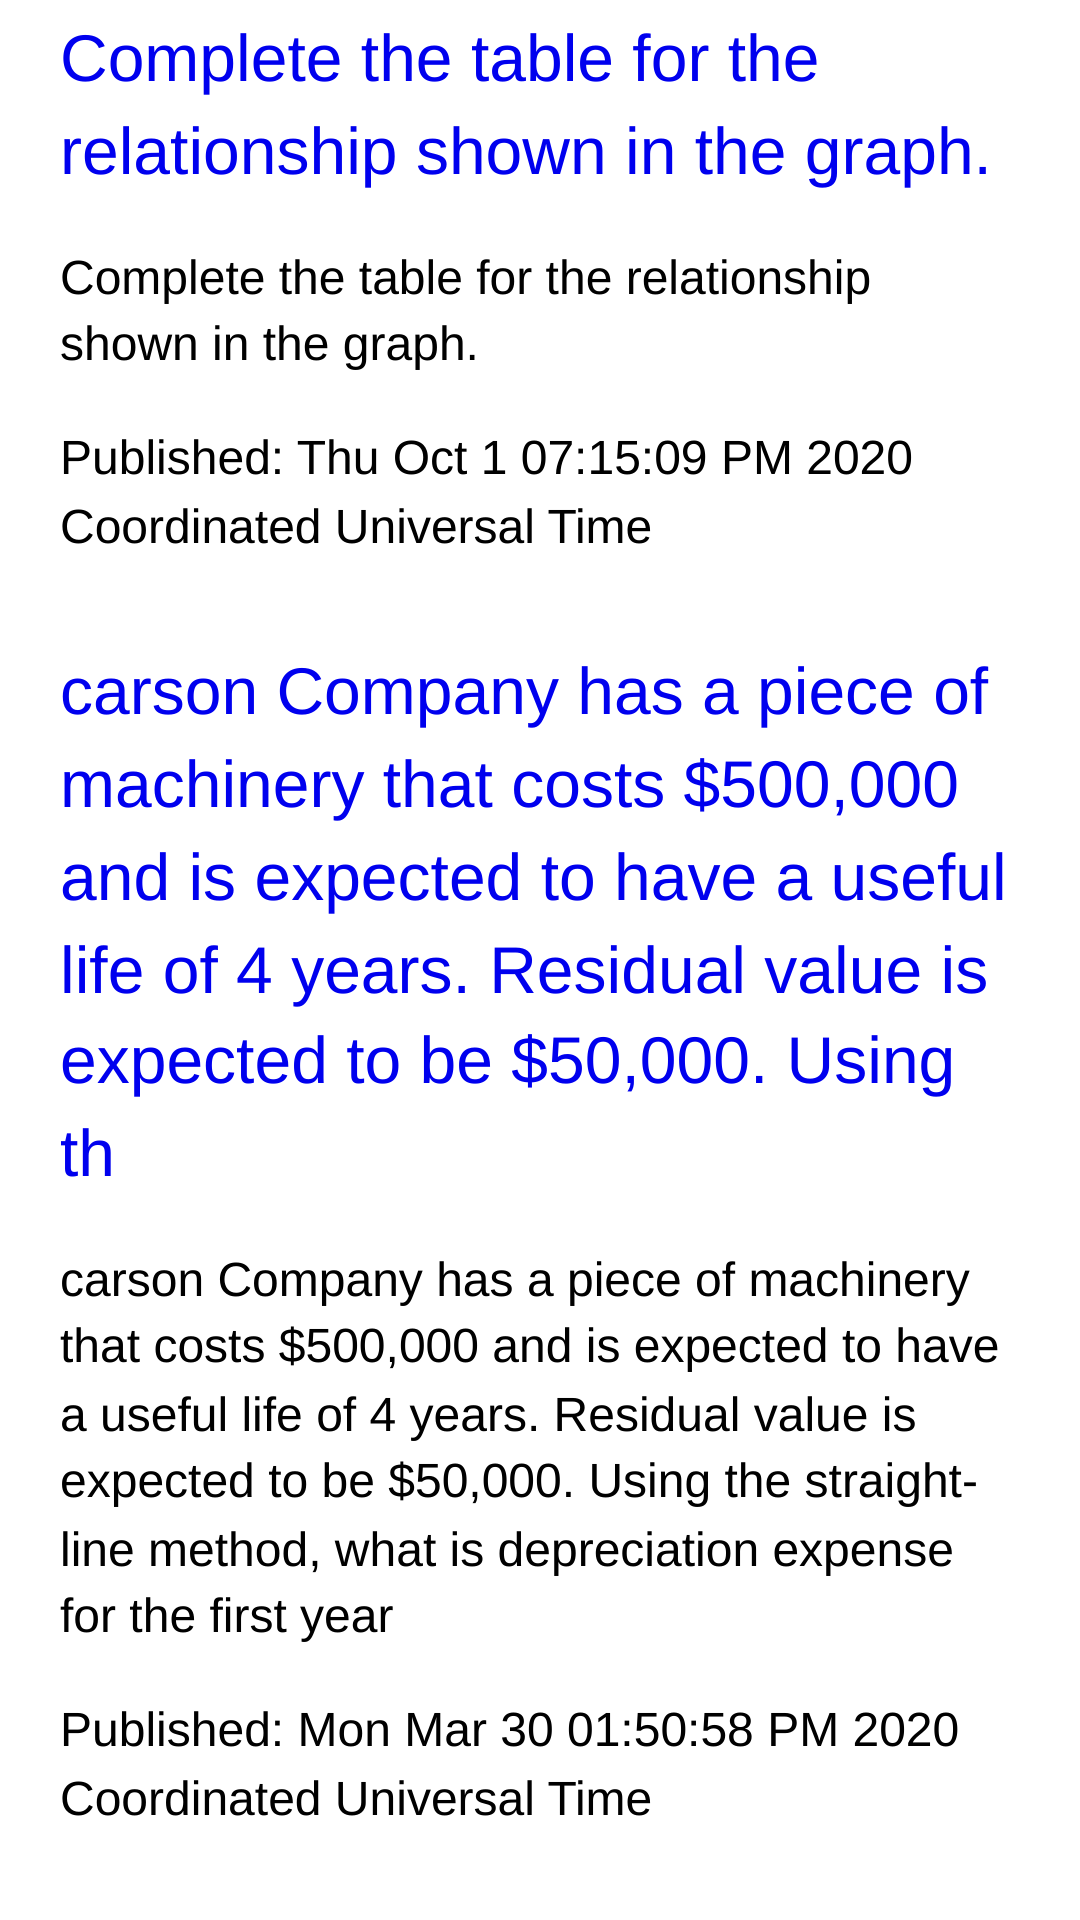 Complete the table for the
relationship shown in the graph.
Complete the table for the relationship
shown in the graph.
Published: Thu Oct 1 07:15:09 PM 2020
Coordinated Universal Time
carson Company has a piece of
machinery that costs $500,000
and is expected to have a useful
life of 4 years. Residual value is
expected to be $50,000. Using
th
carson Company has a piece of machinery
that costs $500,000 and is expected to have
a useful life of 4 years. Residual value is
expected to be $50,000. Using the straight-
line method, what is depreciation expense
for the first year
Published: Mon Mar 30 01:50:58 PM 2020
Coordinated Universal Time